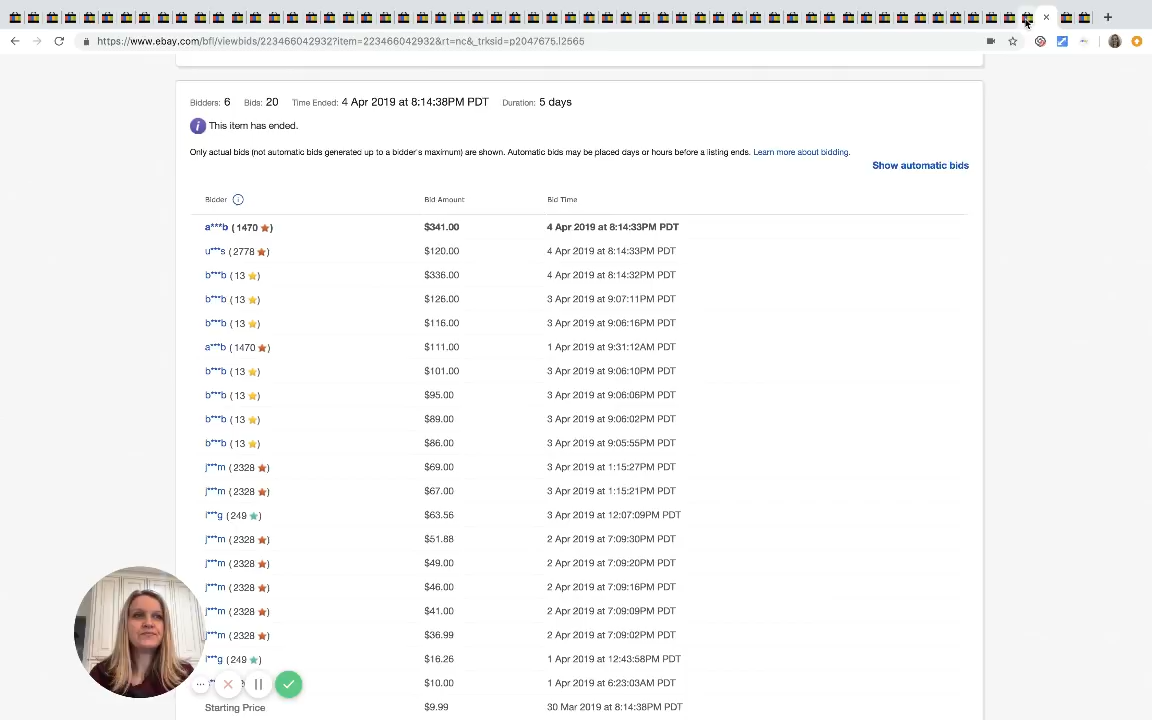 https://www.ebay.com/bfl/viewbids/223466042932?item=223466042932&rt=nc&_trksid=p2047675.l2565
Bidders: 6 Bids: 20 Time Ended: 4 Apr 2019 at 8:14:38PM PDT Duration: 5 days
i This item has ended.
Only actual bids (not automatic bids generated up to a bidder's maximum) are shown. Automatic bids may be placed days or hours before a listing ends. Learn more about bidding.
Show automatic bids
Bidder i Bid Amount Bid Time
a***b (1470) $341.00 4 Apr 2019 at 8:14:33PM PDT
u***s (2778) $120.00 4 Apr 2019 at 8:14:33PM PDT
b***b (13) $336.00 4 Apr 2019 at 8:14:32PM PDT
b***b (13) $126.00 3 Apr 2019 at 9:07:11PM PDT
b***b (13) $116.00 3 Apr 2019 at 9:06:16PM PDT
a***b (1470) $111.00 1 Apr 2019 at 9:31:12AM PDT
b***b (13) $101.00 3 Apr 2019 at 9:06:10PM PDT
b***b (13) $95.00 3 Apr 2019 at 9:06:06PM PDT
b***b (13) $89.00 3 Apr 2019 at 9:06:02PM PDT
b***b (13) $86.00 3 Apr 2019 at 9:05:55PM PDT
j***m (2328) $69.00 3 Apr 2019 at 1:15:27PM PDT
j***m (2328) $67.00 3 Apr 2019 at 1:15:21PM PDT
i***g (249) $63.56 3 Apr 2019 at 12:07:09PM PDT
j***m (2328) $51.88 2 Apr 2019 at 7:09:30PM PDT
j***m (2328) $49.00 2 Apr 2019 at 7:09:20PM PDT
j***m (2328) $46.00 2 Apr 2019 at 7:09:16PM PDT
j***m (2328) $41.00 2 Apr 2019 at 7:09:09PM PDT
j***m (2328) $36.99 2 Apr 2019 at 7:09:02PM PDT
i***g (249) $16.26 1 Apr 2019 at 12:43:58PM PDT
$10.00 1 Apr 2019 at 6:23:03AM PDT
Starting Price $9.99 30 Mar 2019 at 8:14:38PM PDT